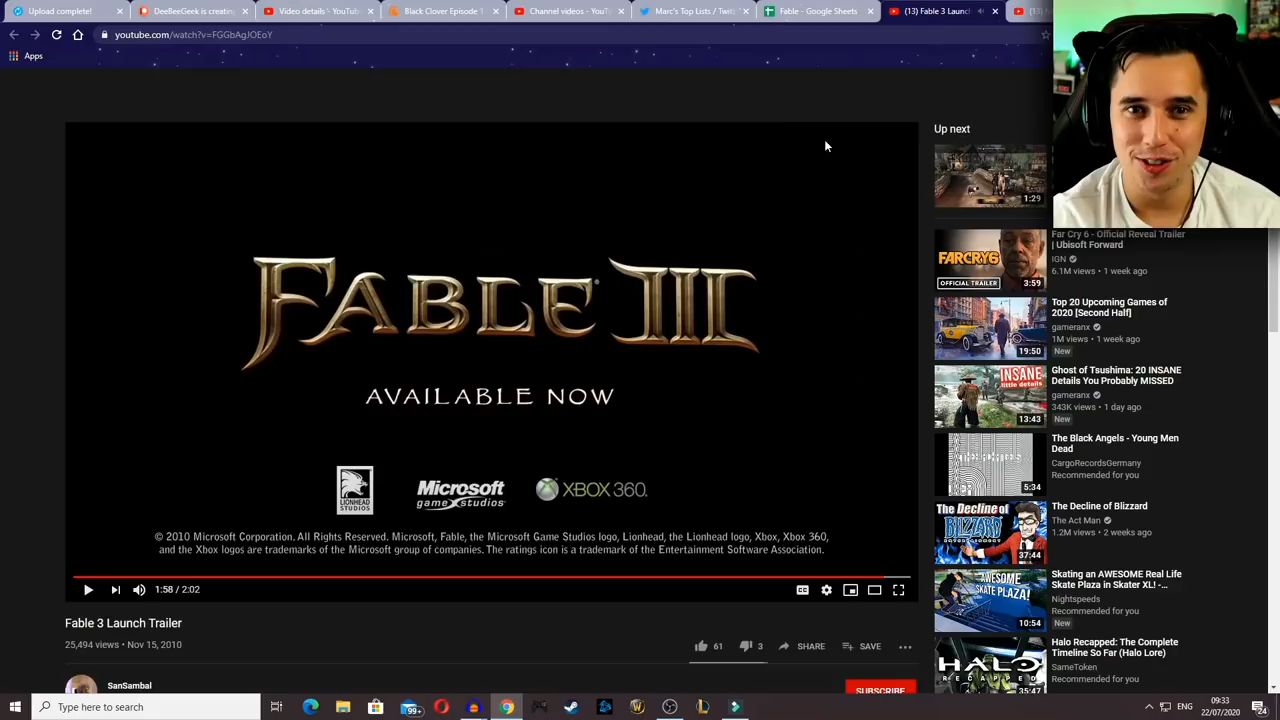 Upload complete!
DeeBeeGeek is creating
Video details - YouTube
Black Clover Episode 1
Channel videos - YouTu
Marc's Top Lists / Twitt
Fable - Google Sheets
(13) Fable 3 Launch
youtube.com/watch?v=FGGbAgJOEoY
Apps
FABLE III
AVAILABLE NOW
LIONHEAD
STUDIOS
Microsoft
game studios
XBOX 360.
© 2010 Microsoft Corporation. All Rights Reserved. Microsoft, Fable, the Microsoft Game Studios logo, Lionhead, the Lionhead logo, Xbox, Xbox 360,
and the Xbox logos are trademarks of the Microsoft group of companies. The ratings icon is a trademark of the Entertainment Software Association.
1:58 / 2:02
Fable 3 Launch Trailer
25,494 views • Nov 15, 2010
61
3
SHARE
SAVE
SanSambal
SUBSCRIBE
Up next
1:29
FARCRY6
OFFICIAL TRAILER
3:59
Far Cry 6 - Official Reveal Trailer
| Ubisoft Forward
IGN
6.1M views • 1 week ago
19:50
Top 20 Upcoming Games of
2020 [Second Half]
gameranx
1M views • 1 week ago
New
INSANE
little details
13:43
Ghost of Tsushima: 20 INSANE
Details You Probably MISSED
gameranx
343K views • 1 day ago
New
5:34
The Black Angels - Young Men
Dead
CargoRecordsGermany
Recommended for you
The Decline of
BLIZZARD
37:44
The Decline of Blizzard
The Act Man
1.2M views • 2 weeks ago
AWESOME
SKATE PLAZA!
10:54
Skating an AWESOME Real Life
Skate Plaza in Skater XL! -...
Nightspeeds
Recommended for you
New
HALO
RECAPPED
35:47
Halo Recapped: The Complete
Timeline So Far (Halo Lore)
SameToken
Recommended for you
Type here to search
99+
ENG
09:33
22/07/2020
24